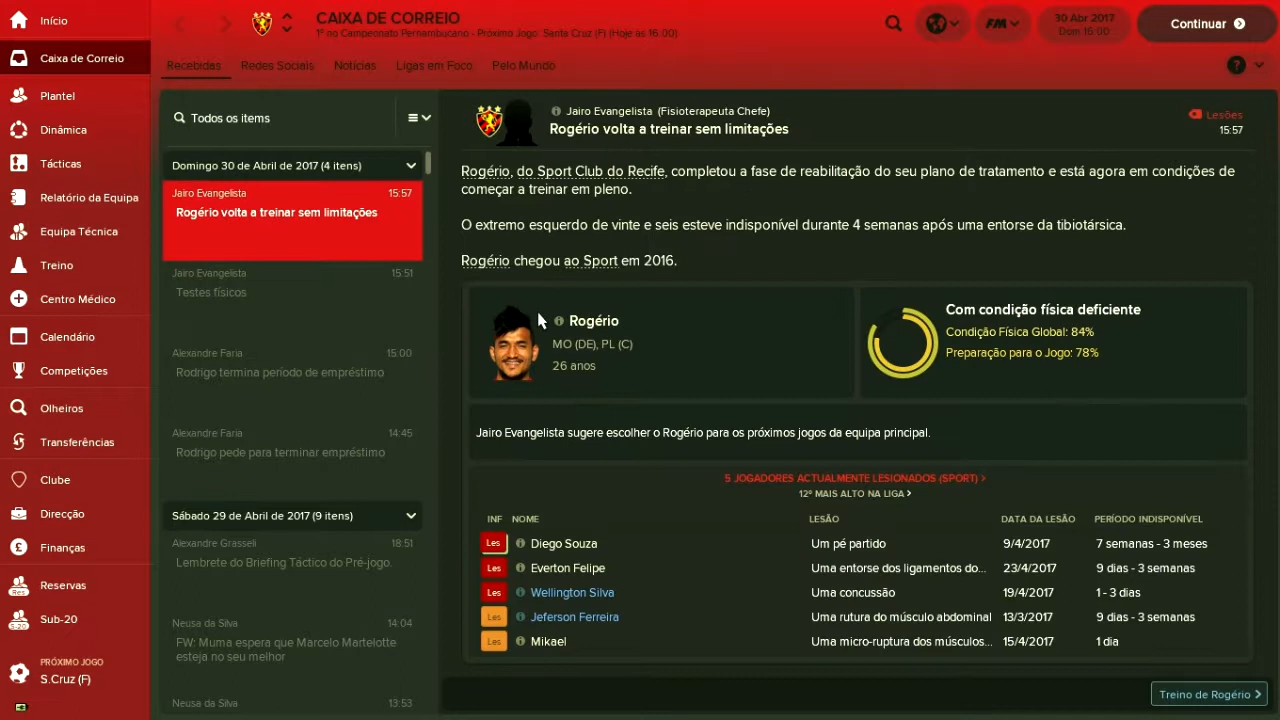 Início
Caixa de Correio
Plantel
Dinâmica
Tácticas
Relatório da Equipa
Equipa Técnica
Treino
Centro Médico
Calendário
Competições
Olheiros
Transferências
Clube
Direcção
Finanças
Reservas
Sub-20
PRÓXIMO JOGO
S.Cruz (F)
CAIXA DE CORREIO
1º no Campeonato Pernambucano - Próximo Jogo: Santa Cruz (F) (Hoje às 16:00)
FM
30 Abr 2017
Dom 16:00
Continuar
Recebidas
Redes Sociais
Notícias
Ligas em Foco
Pelo Mundo
?
Todos os items
Domingo 30 de Abril de 2017 (4 itens)
Jairo Evangelista 15:57
Rogério volta a treinar sem limitações
Jairo Evangelista 15:51
Testes físicos
Alexandre Faria 15:00
Rodrigo termina período de empréstimo
Alexandre Faria 14:45
Rodrigo pede para terminar empréstimo
Sábado 29 de Abril de 2017 (9 itens)
Alexandre Grasseli 18:51
Lembrete do Briefing Táctico do Pré-jogo.
Neusa da Silva 14:04
FW: Muma espera que Marcelo Martelotte
esteja no seu melhor
Neusa da Silva 13:53
Jairo Evangelista (Fisioterapeuta Chefe)
Rogério volta a treinar sem limitações
Lesões
15:57
Rogério, do Sport Club do Recife, completou a fase de reabilitação do seu plano de tratamento e está agora em condições de
começar a treinar em pleno.
O extremo esquerdo de vinte e seis esteve indisponível durante 4 semanas após uma entorse da tibiotársica.
Rogério chegou ao Sport em 2016.
Rogério
MO (DE), PL (C)
26 anos
Com condição física deficiente
Condição Física Global: 84%
Preparação para o Jogo: 78%
Jairo Evangelista sugere escolher o Rogério para os próximos jogos da equipa principal.
5 JOGADORES ACTUALMENTE LESIONADOS (SPORT) >
12º MAIS ALTO NA LIGA >
INF NOME LESÃO DATA DA LESÃO PERÍODO INDISPONÍVEL
Les Diego Souza Um pé partido 9/4/2017 7 semanas - 3 meses
Les Everton Felipe Uma entorse dos ligamentos do... 23/4/2017 9 dias - 3 semanas
Les Wellington Silva Uma concussão 19/4/2017 1 - 3 dias
Les Jeferson Ferreira Uma rutura do músculo abdominal 13/3/2017 9 dias - 3 semanas
Les Mikael Uma micro-ruptura dos músculos... 15/4/2017 1 dia
Treino de Rogério >